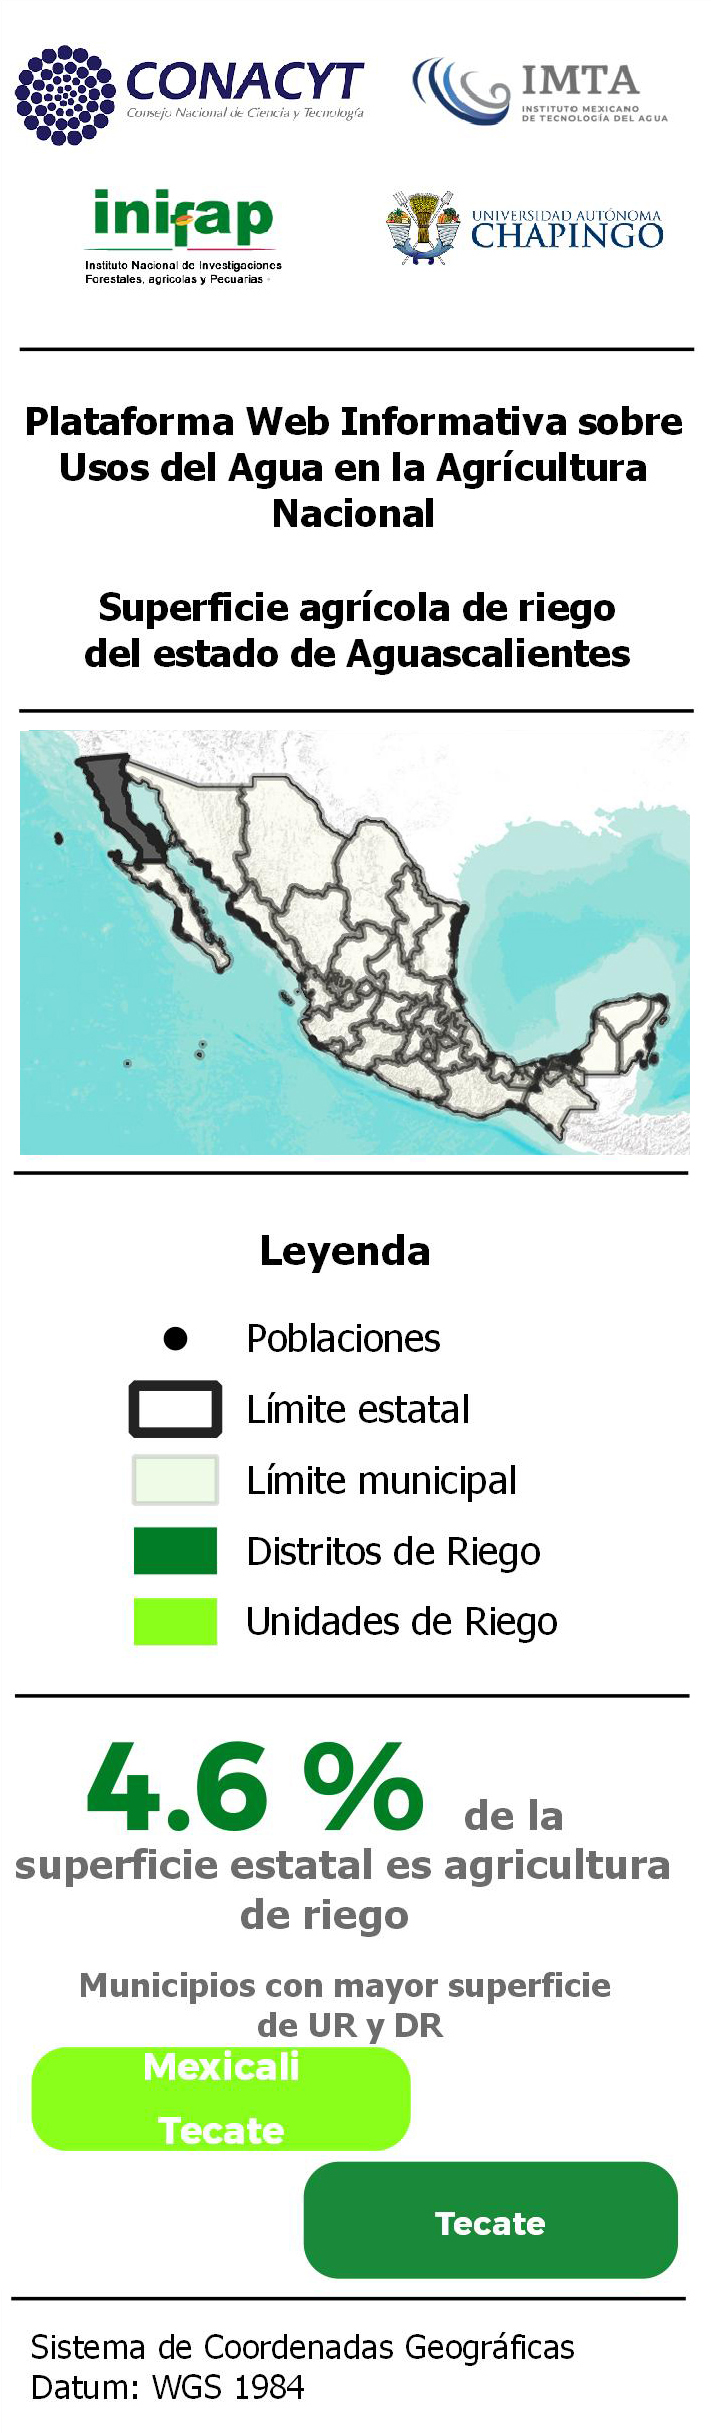 CONACYT
Consejo Nacional de Ciencia y Tecnología
IMTA
INSTITUTO MEXICANO
DE TECNOLOGÍA DEL AGUA
inifap
Instituto Nacional de Investigaciones
Forestales, agricolas y Pecuarias
UNIVERSIDAD AUTÓNOMA
CHAPINGO
Plataforma Web Informativa sobre
Usos del Agua en la Agrícultura
Nacional
Superficie agrícola de riego
del estado de Aguascalientes
Leyenda
Poblaciones
Límite estatal
Límite municipal
Distritos de Riego
Unidades de Riego
4.6 % de la
superficie estatal es agricultura
de riego
Municipios con mayor superficie
de UR y DR
Mexicali
Tecate
Tecate
Sistema de Coordenadas Geográficas
Datum: WGS 1984